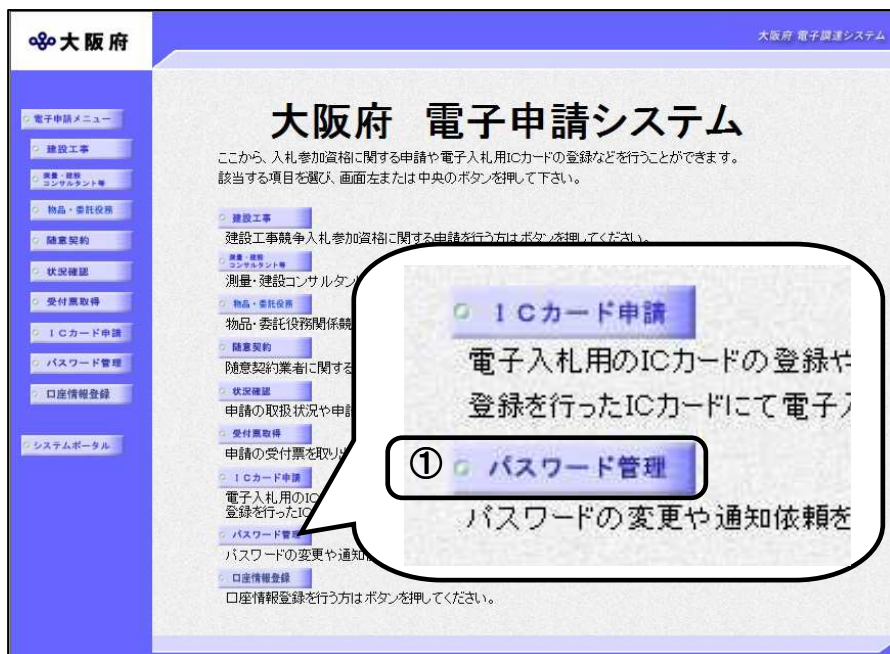 大阪府
大阪府 電子調達システム
電子申請メニュー
建設工事
測量・建設
コンサルタント等
物品・委託役務
随意契約
状況確認
受付票取得
ICカード申請
パスワード管理
口座情報登録
システムポータル
大阪府 電子申請システム
ここから、入札参加資格に関する申請や電子入札用ICカードの登録などを行うことができます。
該当する項目を選び、画面左または中央のボタンを押して下さい。
建設工事
建設工事競争入札参加資格に関する申請を行う方はボタンを押してください。
測量・建設
コンサルタント等
測量・建設コンサルタン
物品・委託役務
物品・委託役務関係競
随意契約
随意契約業者に関する
状況確認
申請の取扱状況や申
受付票取得
申請の受付票を取り
ICカード申請
電子入札用のIC
登録を行ったIC
パスワード管理
パスワードの変更や通知
口座情報登録
口座情報登録を行う方はボタンを押してください。
ICカード申請
電子入札用のICカードの登録や
登録を行ったICカードにて電子
① パスワード管理
パスワードの変更や通知依頼を